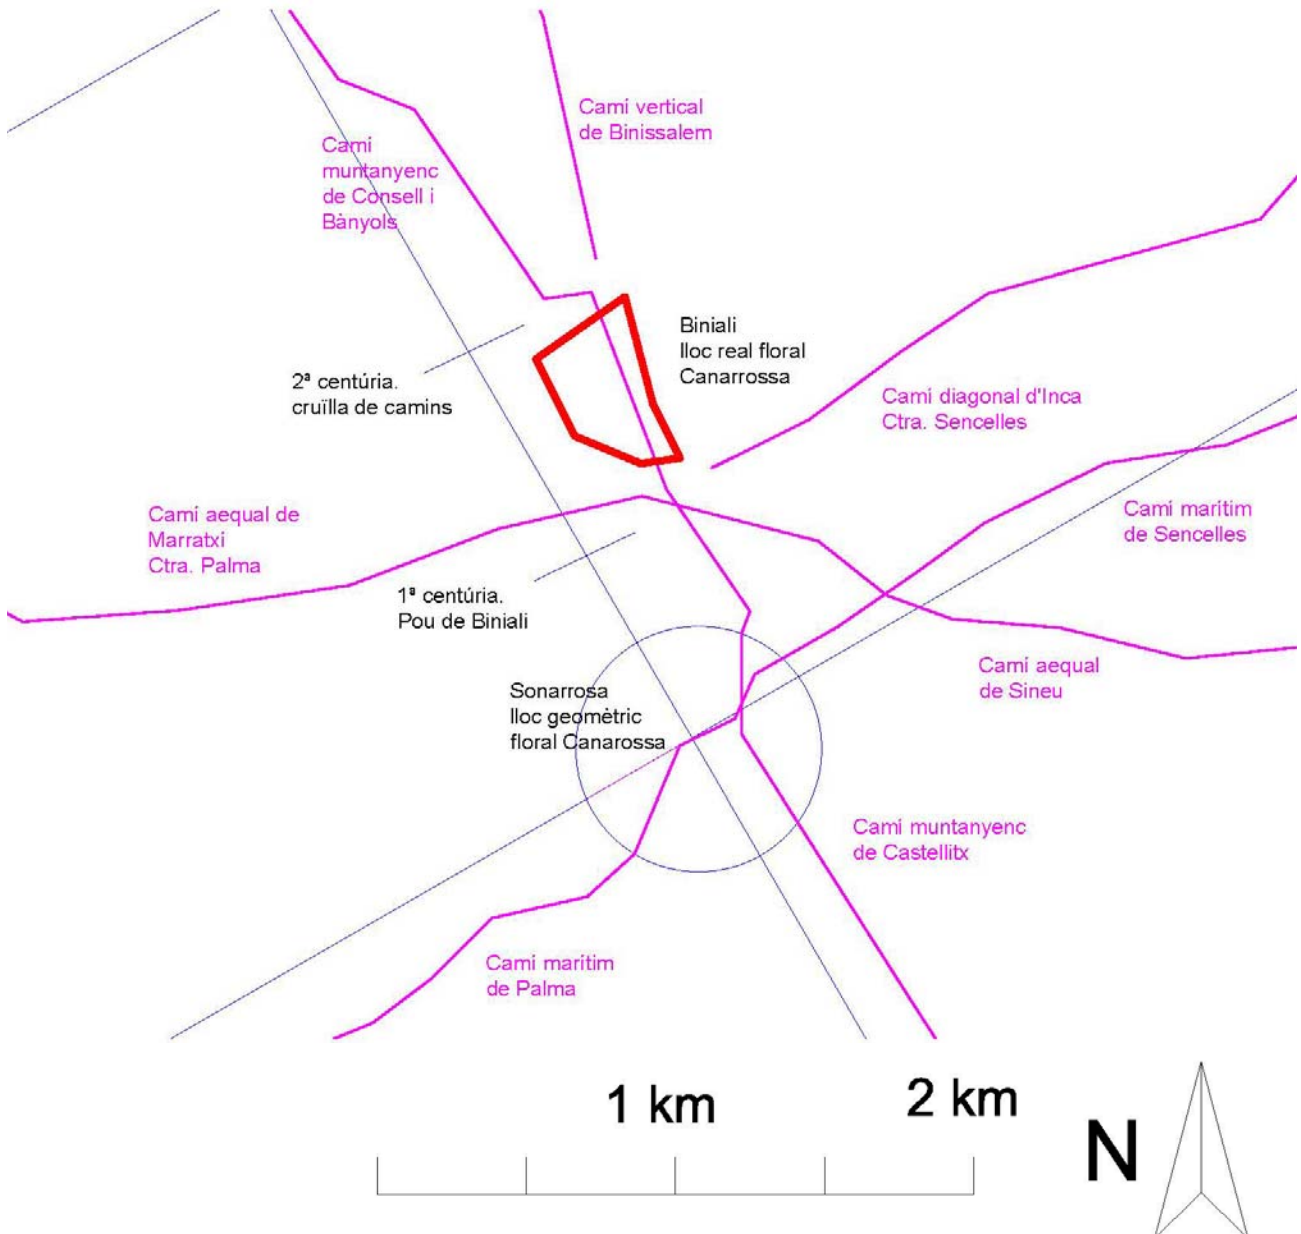 Camí vertical
de Binissalem
Camí
muntanyenc
de Consell i
Bànyols
Biniali
lloc real floral
Canarrossa
2ª centúria.
cruïlla de camins
Camí diagonal d'Inca
Ctra. Sencelles
Camí aequal de
Marratxí
Ctra. Palma
Camí marítim
de Sencelles
1ª centúria.
Pou de Biniali
Camí aequal
de Sineu
Sonarrosa
lloc geomètric
floral Canarossa
Camí muntanyenc
de Castellitx
Camí marítim
de Palma
1 km
2 km
N